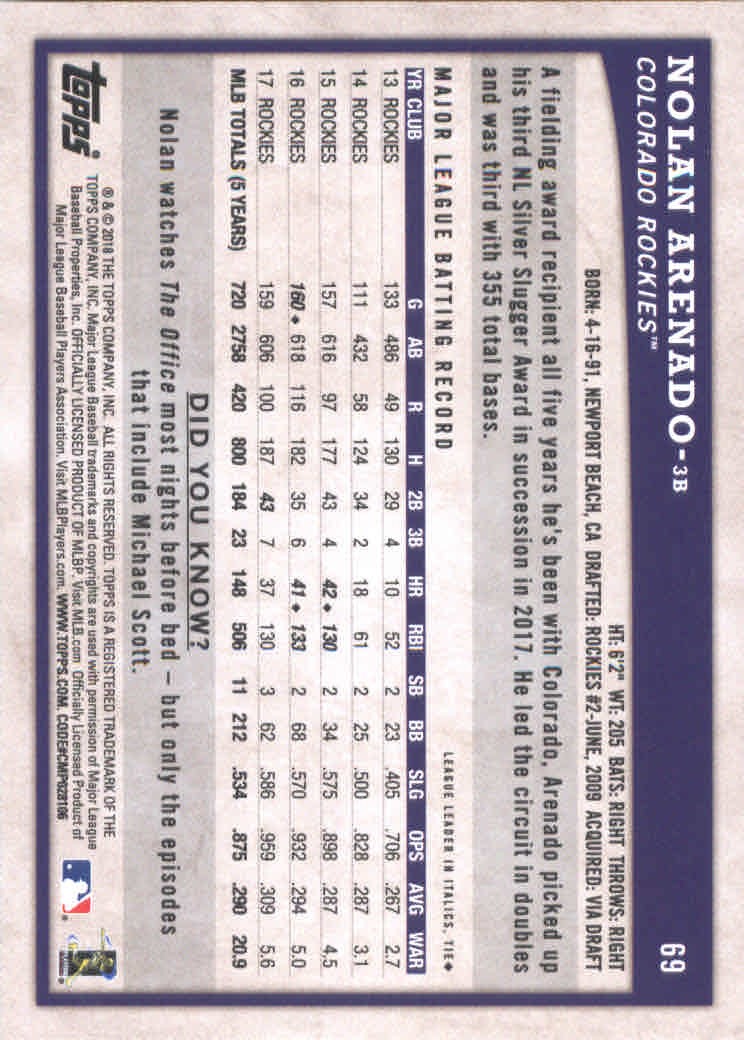 NOLAN ARENADO-3B
COLORADO ROCKIES™
69
HT: 6'2" WT: 205 BATS: RIGHT THROWS: RIGHT
BORN: 4-16-91, NEWPORT BEACH, CA DRAFTED: ROCKIES #2-JUNE, 2009 ACQUIRED: VIA DRAFT
A fielding award recipient all five years he's been with Colorado, Arenado picked up
his third NL Silver Slugger Award in succession in 2017. He led the circuit in doubles
and was third with 355 total bases.
MAJOR LEAGUE BATTING RECORD
LEAGUE LEADER IN ITALICS, TIE◆
YR CLUB G AB R H 2B 3B HR RBI SB BB SLG OPS AVG WAR
13 ROCKIES 133 486 49 130 29 4 10 52 2 23 .405 .706 .267 2.7
14 ROCKIES 111 432 58 124 34 2 18 61 2 25 .500 .828 .287 3.1
15 ROCKIES 157 616 97 177 43 4 42◆ 130 2 34 .575 .898 .287 4.5
16 ROCKIES 160◆ 618 116 182 35 6 41◆ 133 2 68 .570 .932 .294 5.0
17 ROCKIES 159 606 100 187 43 7 37 130 3 62 .586 .959 .309 5.6
MLB TOTALS (5 YEARS) 720 2758 420 800 184 23 148 506 11 212 .534 .875 .290 20.9
DID YOU KNOW?
Nolan watches The Office most nights before bed – but only the episodes
that include Michael Scott.
topps®
® & © 2018 THE TOPPS COMPANY, INC. ALL RIGHTS RESERVED. TOPPS IS A REGISTERED TRADEMARK OF THE
TOPPS COMPANY, INC. Major League Baseball trademarks and copyrights are used with permission of Major League
Baseball Properties, Inc. OFFICIALLY LICENSED PRODUCT OF MLBP. Visit MLB.com Officially Licensed Product of
Major League Baseball Players Association. Visit MLBPlayers.com. WWW.TOPPS.COM. CODE#CMP028106